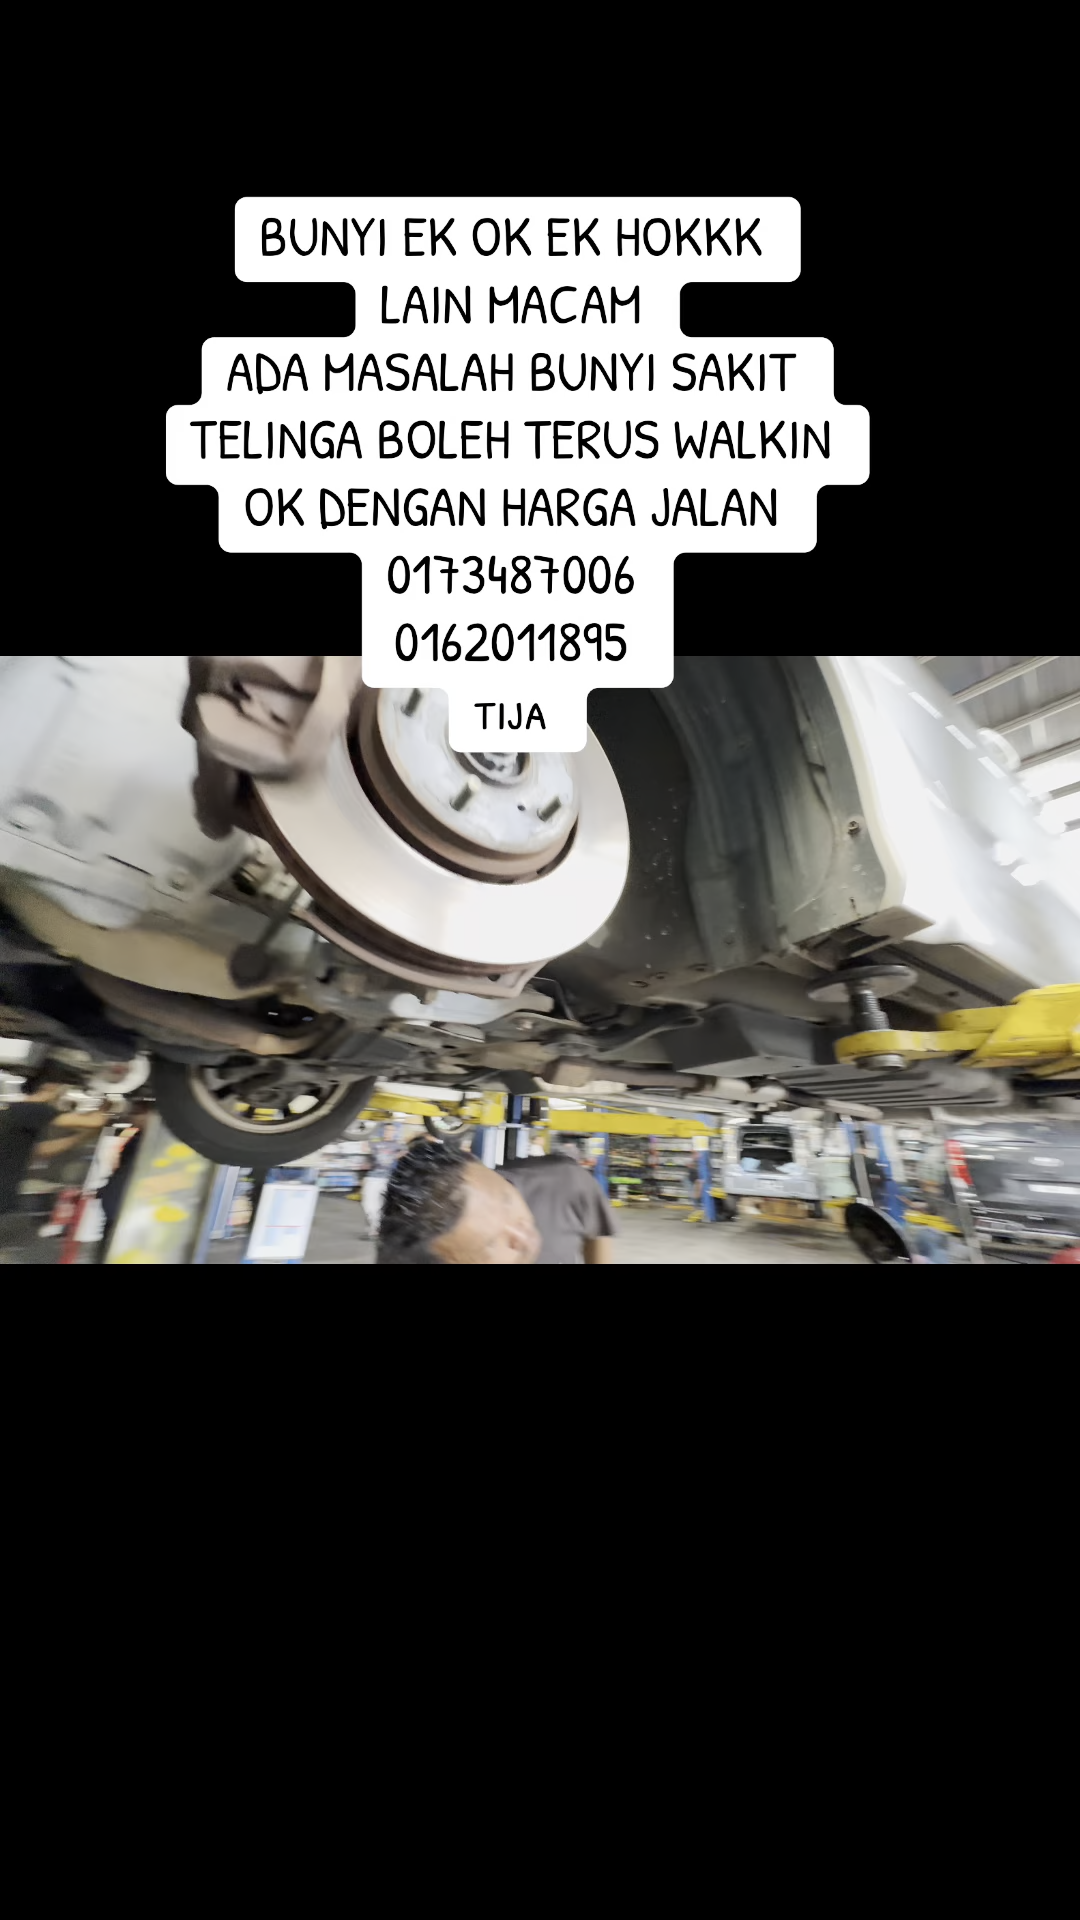 BUNYI EK OK EK HOKKK
LAIN MACAM
ADA MASALAH BUNYI SAKIT
TELINGA BOLEH TERUS WALKIN
OK DENGAN HARGA JALAN
0173487006
0162011895
TIJA